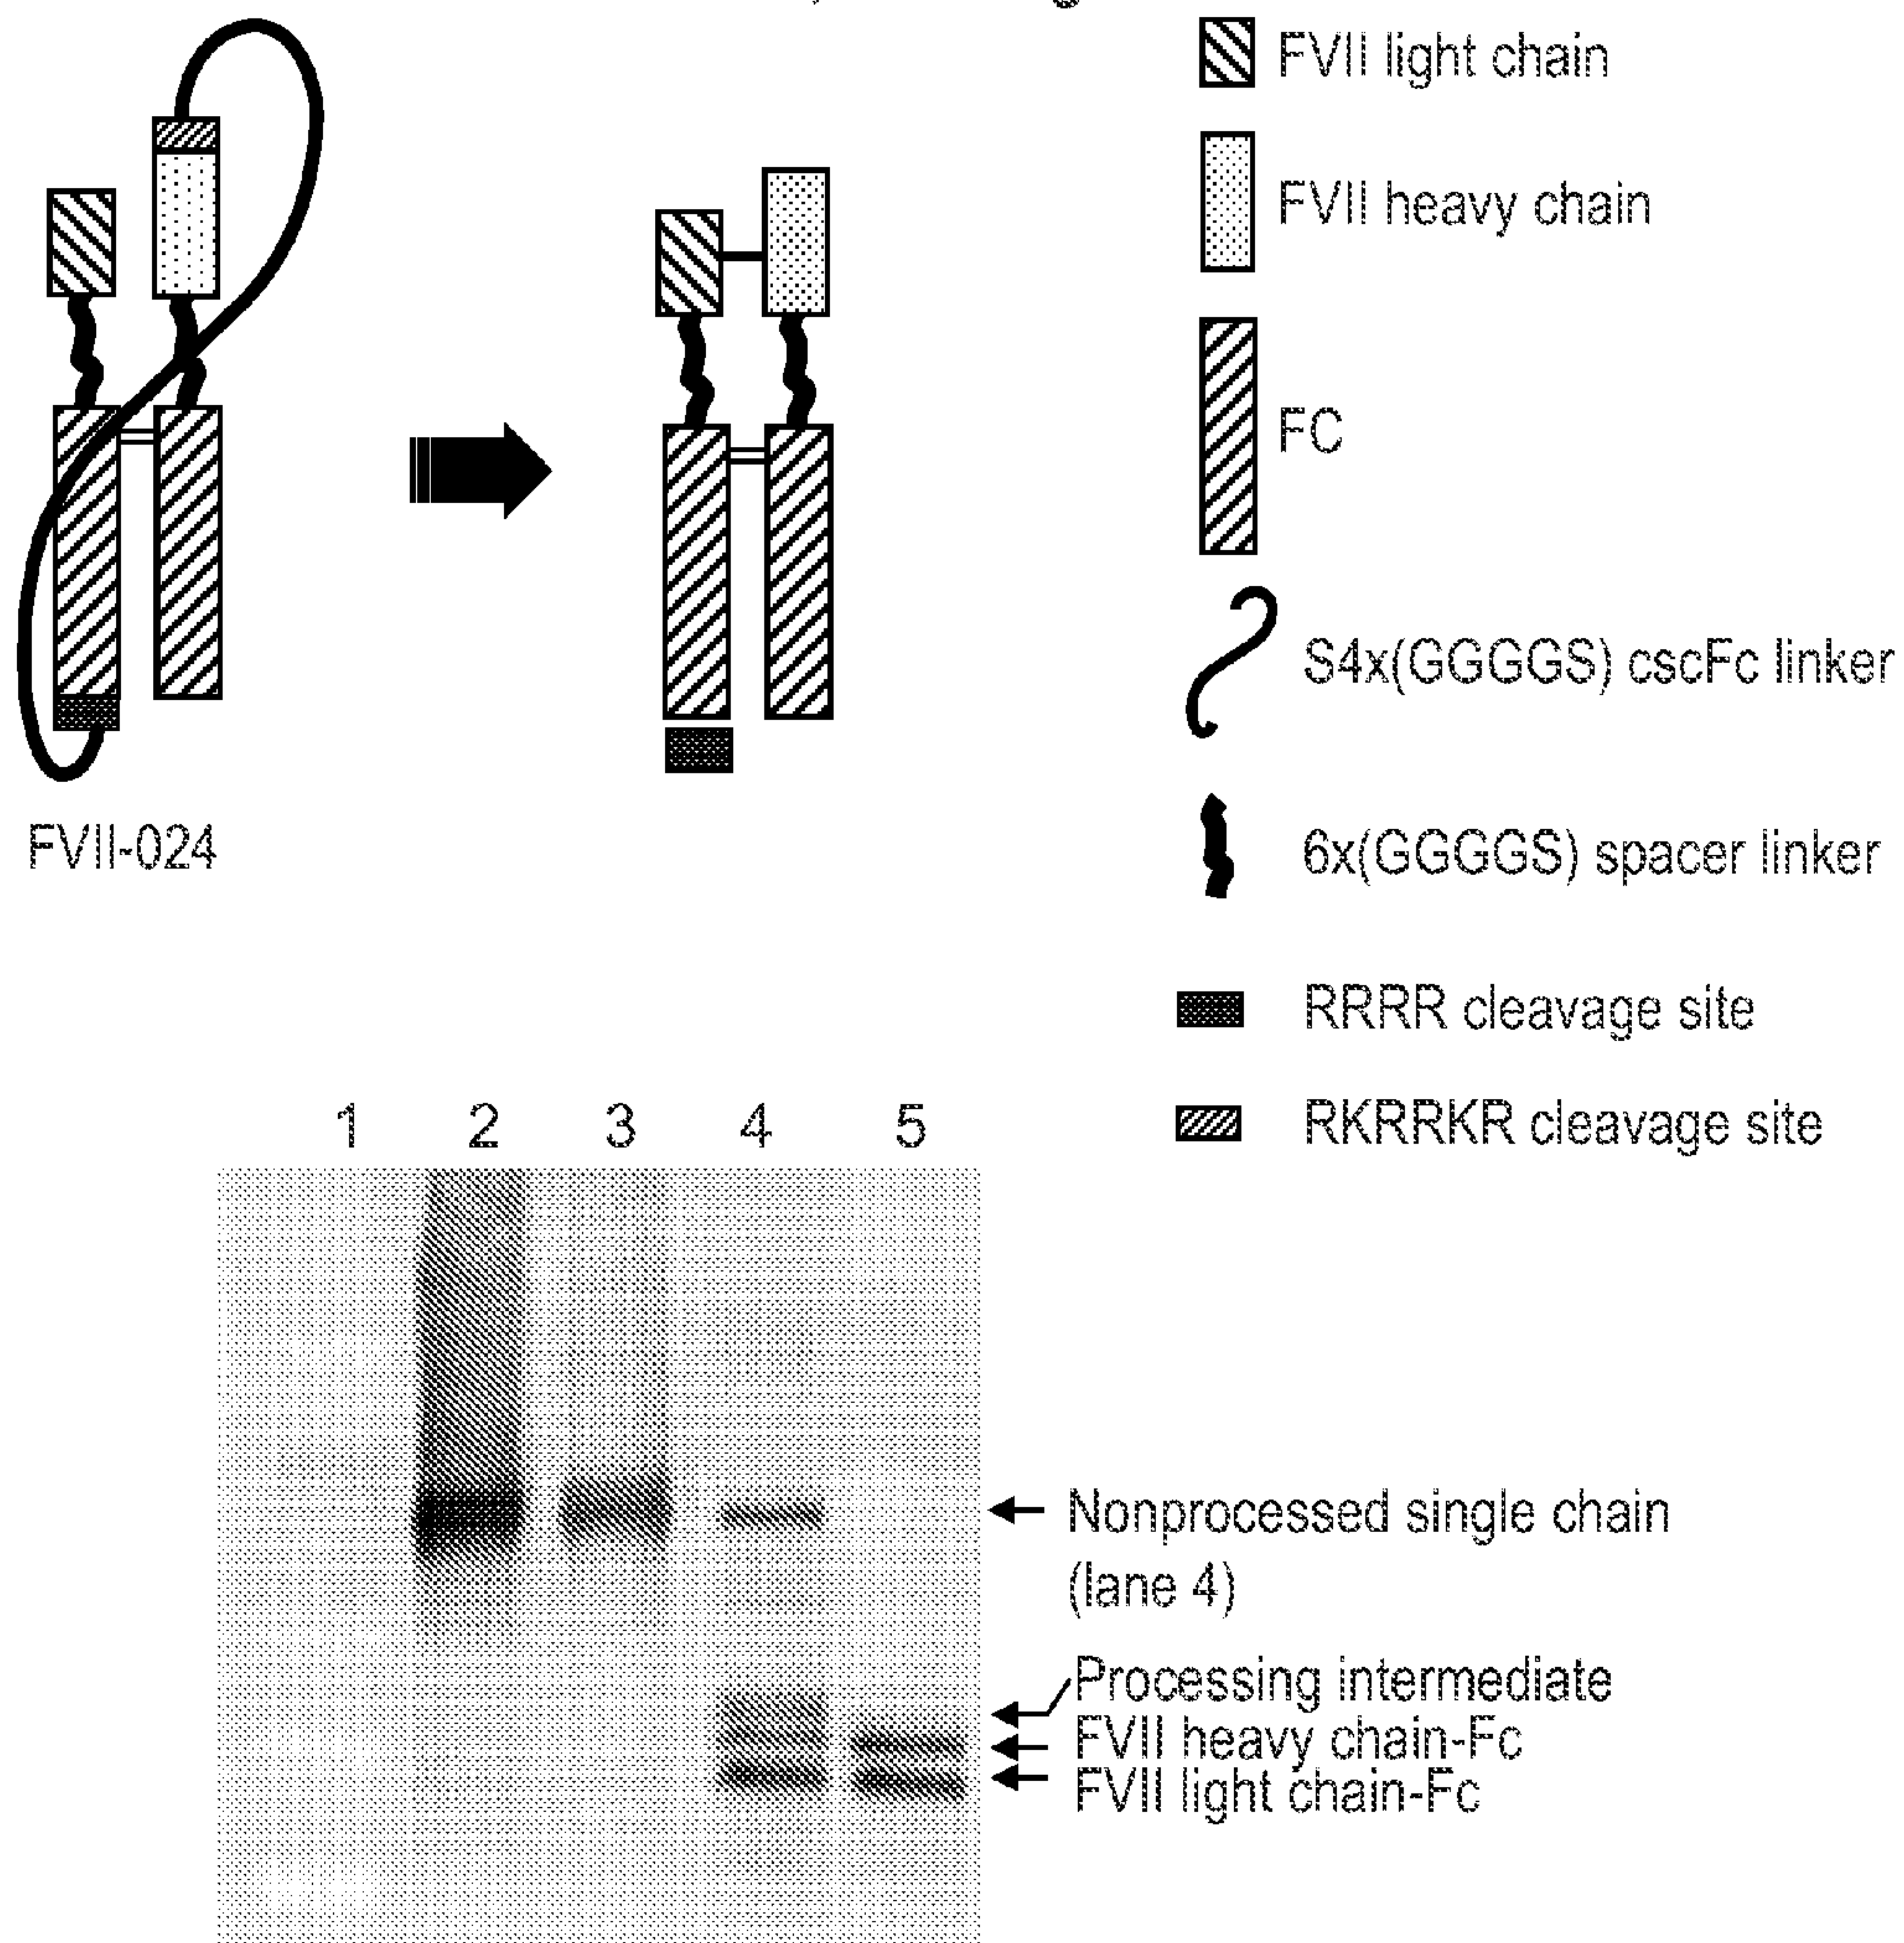 FVII light chain
FVII heavy chain
FC
S4x(GGGGS) cscFc linker
6x(GGGGS) spacer linker
RRRR cleavage site
RKRRKR cleavage site
FVII-024
1 2 3 4 5
Nonprocessed single chain
(lane 4)
Processing intermediate
FVII heavy chain-Fc
FVII light chain-Fc